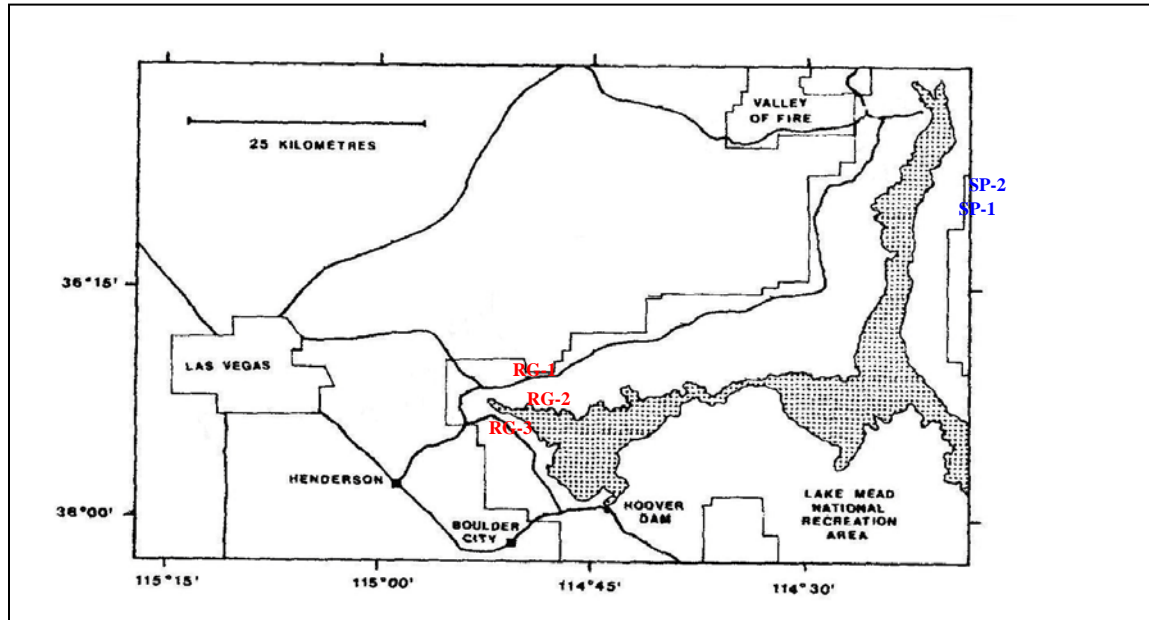 VALLEY
OF FIRE
25 KILOMETRES
SP-2
SP-1
36°15'
LAS VEGAS
RG-1
RG-2
RG-3
HENDERSON
38°00'
BOULDER
CITY
HOOVER
DAM
LAKE MEAD
NATIONAL
RECREATION
AREA
115°15'
115°00'
114°45'
114°30'